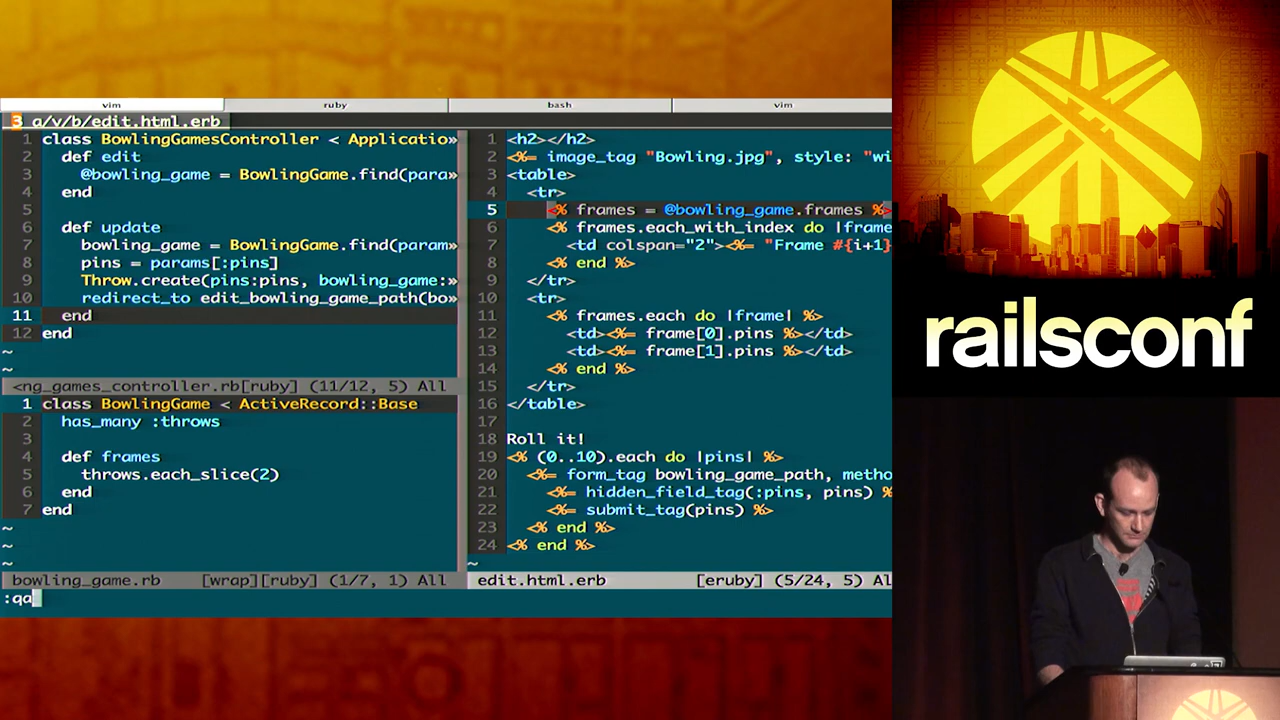 vim
ruby
bash
vim
3 a/v/b/edit.html.erb
1 class BowlingGamesController < Applicatio»
2 def edit
3 @bowling_game = BowlingGame.find(para»
4 end
5
6 def update
7 bowling_game = BowlingGame.find(param»
8 pins = params[:pins]
9 Throw.create(pins:pins, bowling_game:»
10 redirect_to edit_bowling_game_path(bo»
11 end
12 end
~
~
<ng_games_controller.rb[ruby] (11/12, 5) All
1 class BowlingGame < ActiveRecord::Base
2 has_many :throws
3
4 def frames
5 throws.each_slice(2)
6 end
7 end
~
~
~
bowling_game.rb [wrap][ruby] (1/7, 1) All
:qa
1 <h2></h2>
2 <%= image_tag "Bowling.jpg", style: "wi
3 <table>
4 <tr>
5 <% frames = @bowling_game.frames %>
6 <% frames.each_with_index do |frame
7 <td colspan="2"><%= "Frame #{i+1}
8 <% end %>
9 </tr>
10 <tr>
11 <% frames.each do |frame| %>
12 <td><%= frame[0].pins %></td>
13 <td><%= frame[1].pins %></td>
14 <% end %>
15 </tr>
16 </table>
17
18 Roll it!
19 <% (0..10).each do |pins| %>
20 <%= form_tag bowling_game_path, metho
21 <%= hidden_field_tag(:pins, pins) %
22 <%= submit_tag(pins) %>
23 <% end %>
24 <% end %>
~
edit.html.erb [eruby] (5/24, 5) Al
railsconf